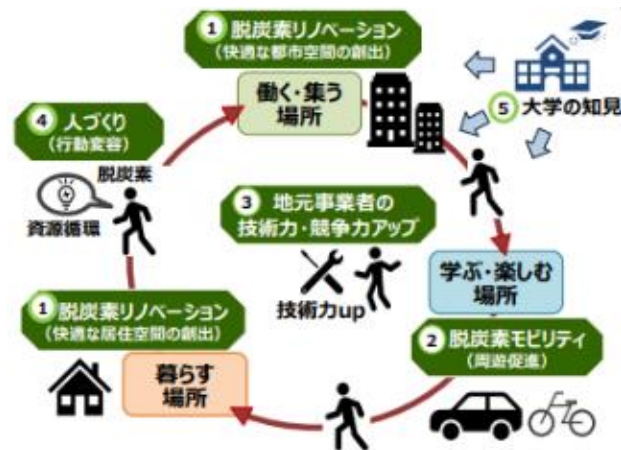 ① 脱炭素リノベーション
（快適な都市空間の創出）
働く・集う
場所
⑤ 大学の知見
④ 人づくり
（行動変容）
脱炭素
資源循環
③ 地元事業者の
技術力・競争力アップ
技術力up
学ぶ・楽しむ
場所
② 脱炭素モビリティ
（周遊促進）
① 脱炭素リノベーション
（快適な居住空間の創出）
暮らす
場所